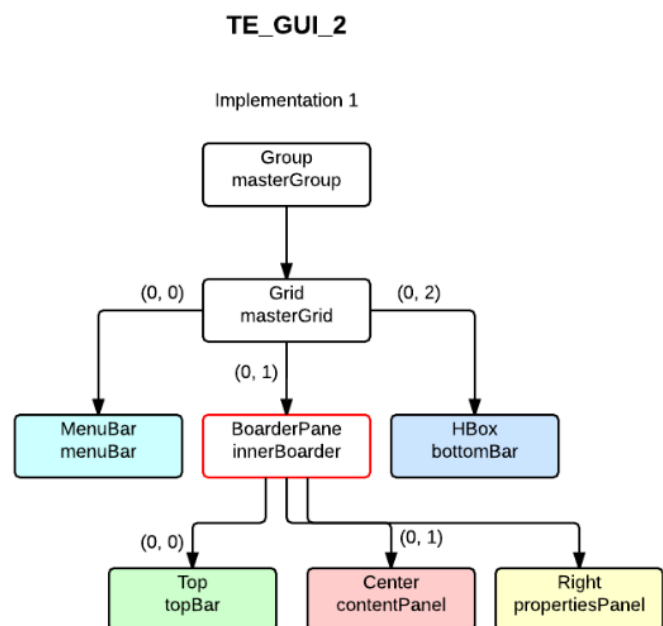 TE_GUI_2
Implementation 1
Group
masterGroup
(0, 0)
Grid
masterGrid
(0, 2)
(0, 1)
MenuBar
menuBar
BoarderPane
innerBoarder
HBox
bottomBar
(0, 0)
(0, 1)
Top
topBar
Center
contentPanel
Right
propertiesPanel